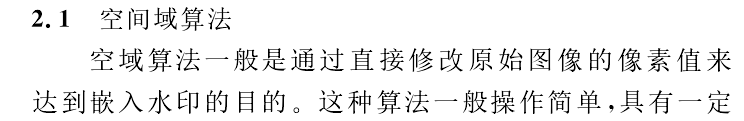 2.1 空间域算法
空域算法一般是通过直接修改原始图像的像素值来
达到嵌入水印的目的。这种算法一般操作简单,具有一定